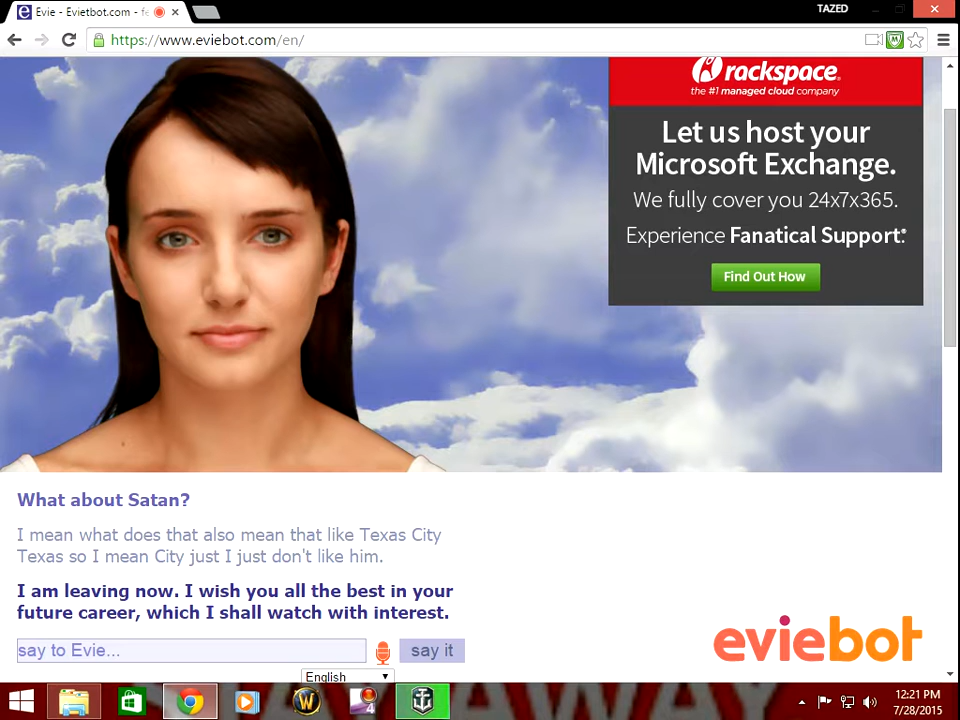 Evie - Eviebot.com - fe
TAZED
https://www.eviebot.com/en/
rackspace
the #1 managed cloud company
Let us host your
Microsoft Exchange.
We fully cover you 24x7x365.
Experience Fanatical Support.
Find Out How
What about Satan?
I mean what does that also mean that like Texas City
Texas so I mean City just I just don't like him.
I am leaving now. I wish you all the best in your
future career, which I shall watch with interest.
say to Evie...
say it
eviebot
English
4
12:21 PM
7/28/2015